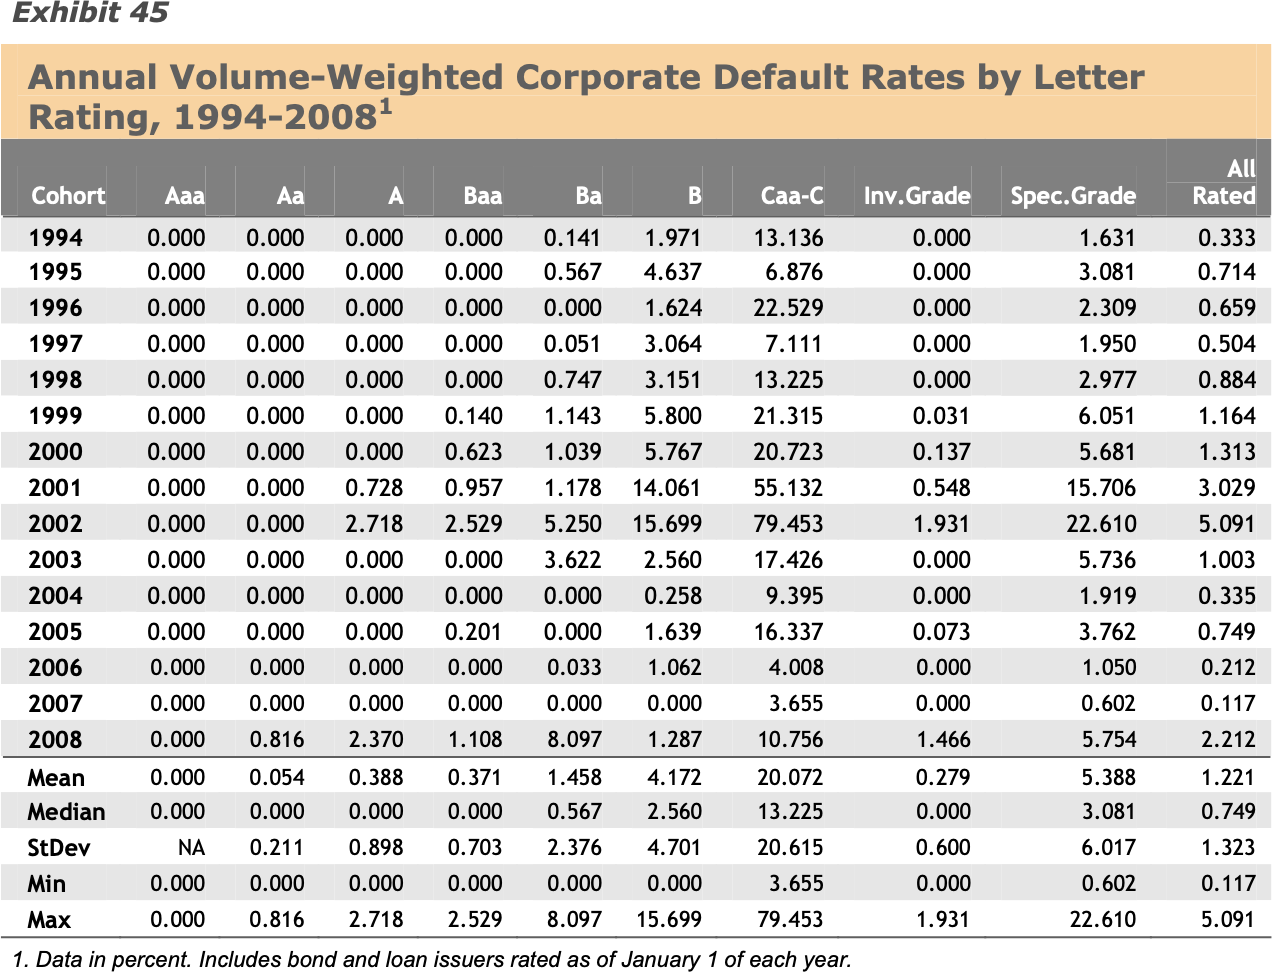 Exhibit 45
Annual Volume-Weighted Corporate Default Rates by Letter
Rating, 1994-2008¹
Cohort Aaa Aa A Baa Ba B Caa-C Inv.Grade Spec.Grade All Rated
1994 0.000 0.000 0.000 0.000 0.141 1.971 13.136 0.000 1.631 0.333
1995 0.000 0.000 0.000 0.000 0.567 4.637 6.876 0.000 3.081 0.714
1996 0.000 0.000 0.000 0.000 0.000 1.624 22.529 0.000 2.309 0.659
1997 0.000 0.000 0.000 0.000 0.051 3.064 7.111 0.000 1.950 0.504
1998 0.000 0.000 0.000 0.000 0.747 3.151 13.225 0.000 2.977 0.884
1999 0.000 0.000 0.000 0.140 1.143 5.800 21.315 0.031 6.051 1.164
2000 0.000 0.000 0.000 0.623 1.039 5.767 20.723 0.137 5.681 1.313
2001 0.000 0.000 0.728 0.957 1.178 14.061 55.132 0.548 15.706 3.029
2002 0.000 0.000 2.718 2.529 5.250 15.699 79.453 1.931 22.610 5.091
2003 0.000 0.000 0.000 0.000 3.622 2.560 17.426 0.000 5.736 1.003
2004 0.000 0.000 0.000 0.000 0.000 0.258 9.395 0.000 1.919 0.335
2005 0.000 0.000 0.000 0.201 0.000 1.639 16.337 0.073 3.762 0.749
2006 0.000 0.000 0.000 0.000 0.033 1.062 4.008 0.000 1.050 0.212
2007 0.000 0.000 0.000 0.000 0.000 0.000 3.655 0.000 0.602 0.117
2008 0.000 0.816 2.370 1.108 8.097 1.287 10.756 1.466 5.754 2.212
Mean 0.000 0.054 0.388 0.371 1.458 4.172 20.072 0.279 5.388 1.221
Median 0.000 0.000 0.000 0.000 0.567 2.560 13.225 0.000 3.081 0.749
StDev NA 0.211 0.898 0.703 2.376 4.701 20.615 0.600 6.017 1.323
Min 0.000 0.000 0.000 0.000 0.000 0.000 3.655 0.000 0.602 0.117
Max 0.000 0.816 2.718 2.529 8.097 15.699 79.453 1.931 22.610 5.091
1. Data in percent. Includes bond and loan issuers rated as of January 1 of each year.